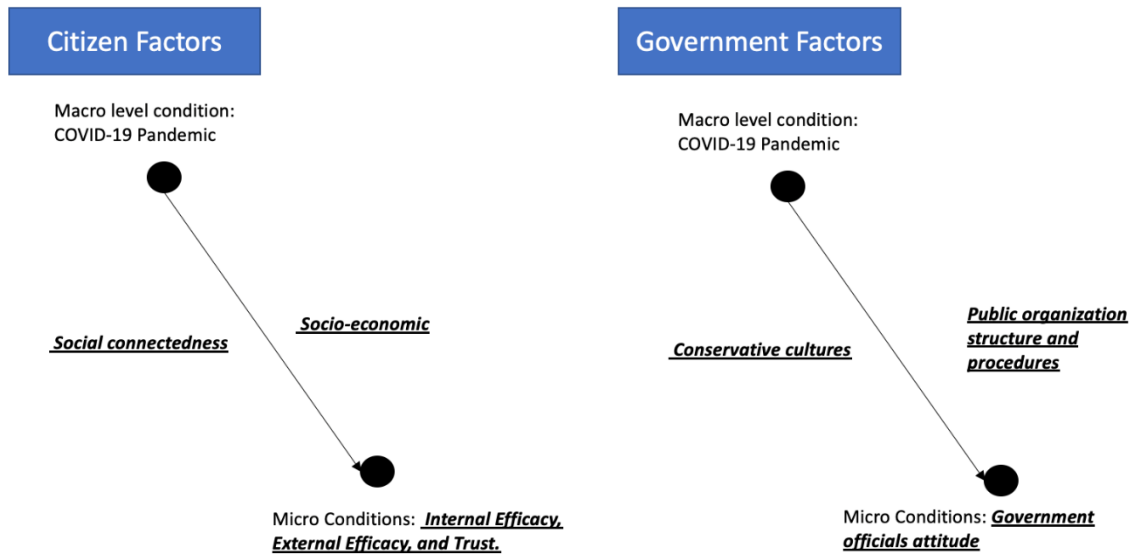 Citizen Factors
Macro level condition:
COVID-19 Pandemic
Social connectedness
Socio-economic
Micro Conditions: Internal Efficacy,
External Efficacy, and Trust.
Government Factors
Macro level condition:
COVID-19 Pandemic
Conservative cultures
Public organization
structure and
procedures
Micro Conditions: Government
officials attitude